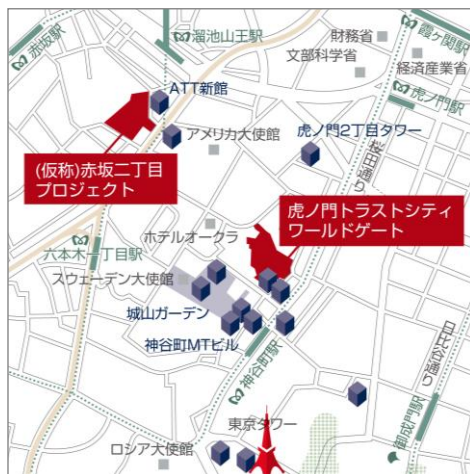 赤坂駅
溜池山王駅
財務省
霞ヶ関駅
文部科学省
経済産業省
ATT新館
虎ノ門駅
アメリカ大使館
虎ノ門2丁目タワー
桜田通り
(仮称)赤坂二丁目
プロジェクト
虎ノ門トラストシティ
ワールドゲート
ホテルオークラ
六本木一丁目駅
スウェーデン大使館
城山ガーデン
神谷町MTビル
神谷町駅
日比谷通り
御成門駅
東京タワー
ロシア大使館